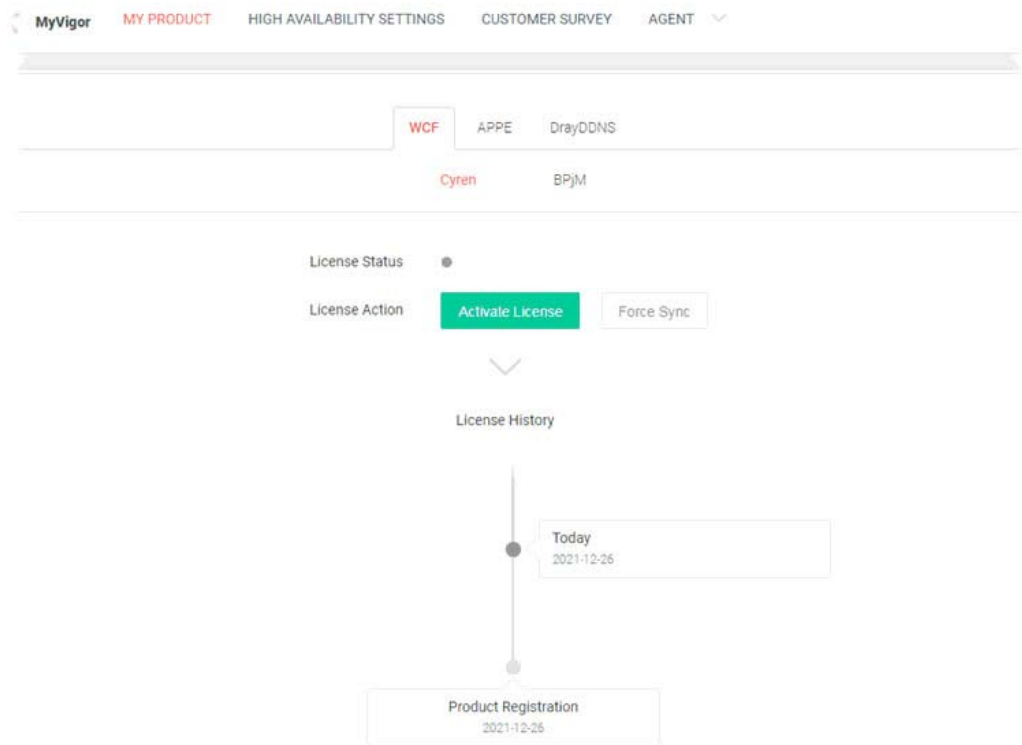 MyVigor MY PRODUCT HIGH AVAILABILITY SETTINGS CUSTOMER SURVEY AGENT
WCF APPE DrayDDNS
Cyren BPjM
License Status
License Action Activate License Force Sync
License History
Today
2021-12-26
Product Registration
2021-12-26